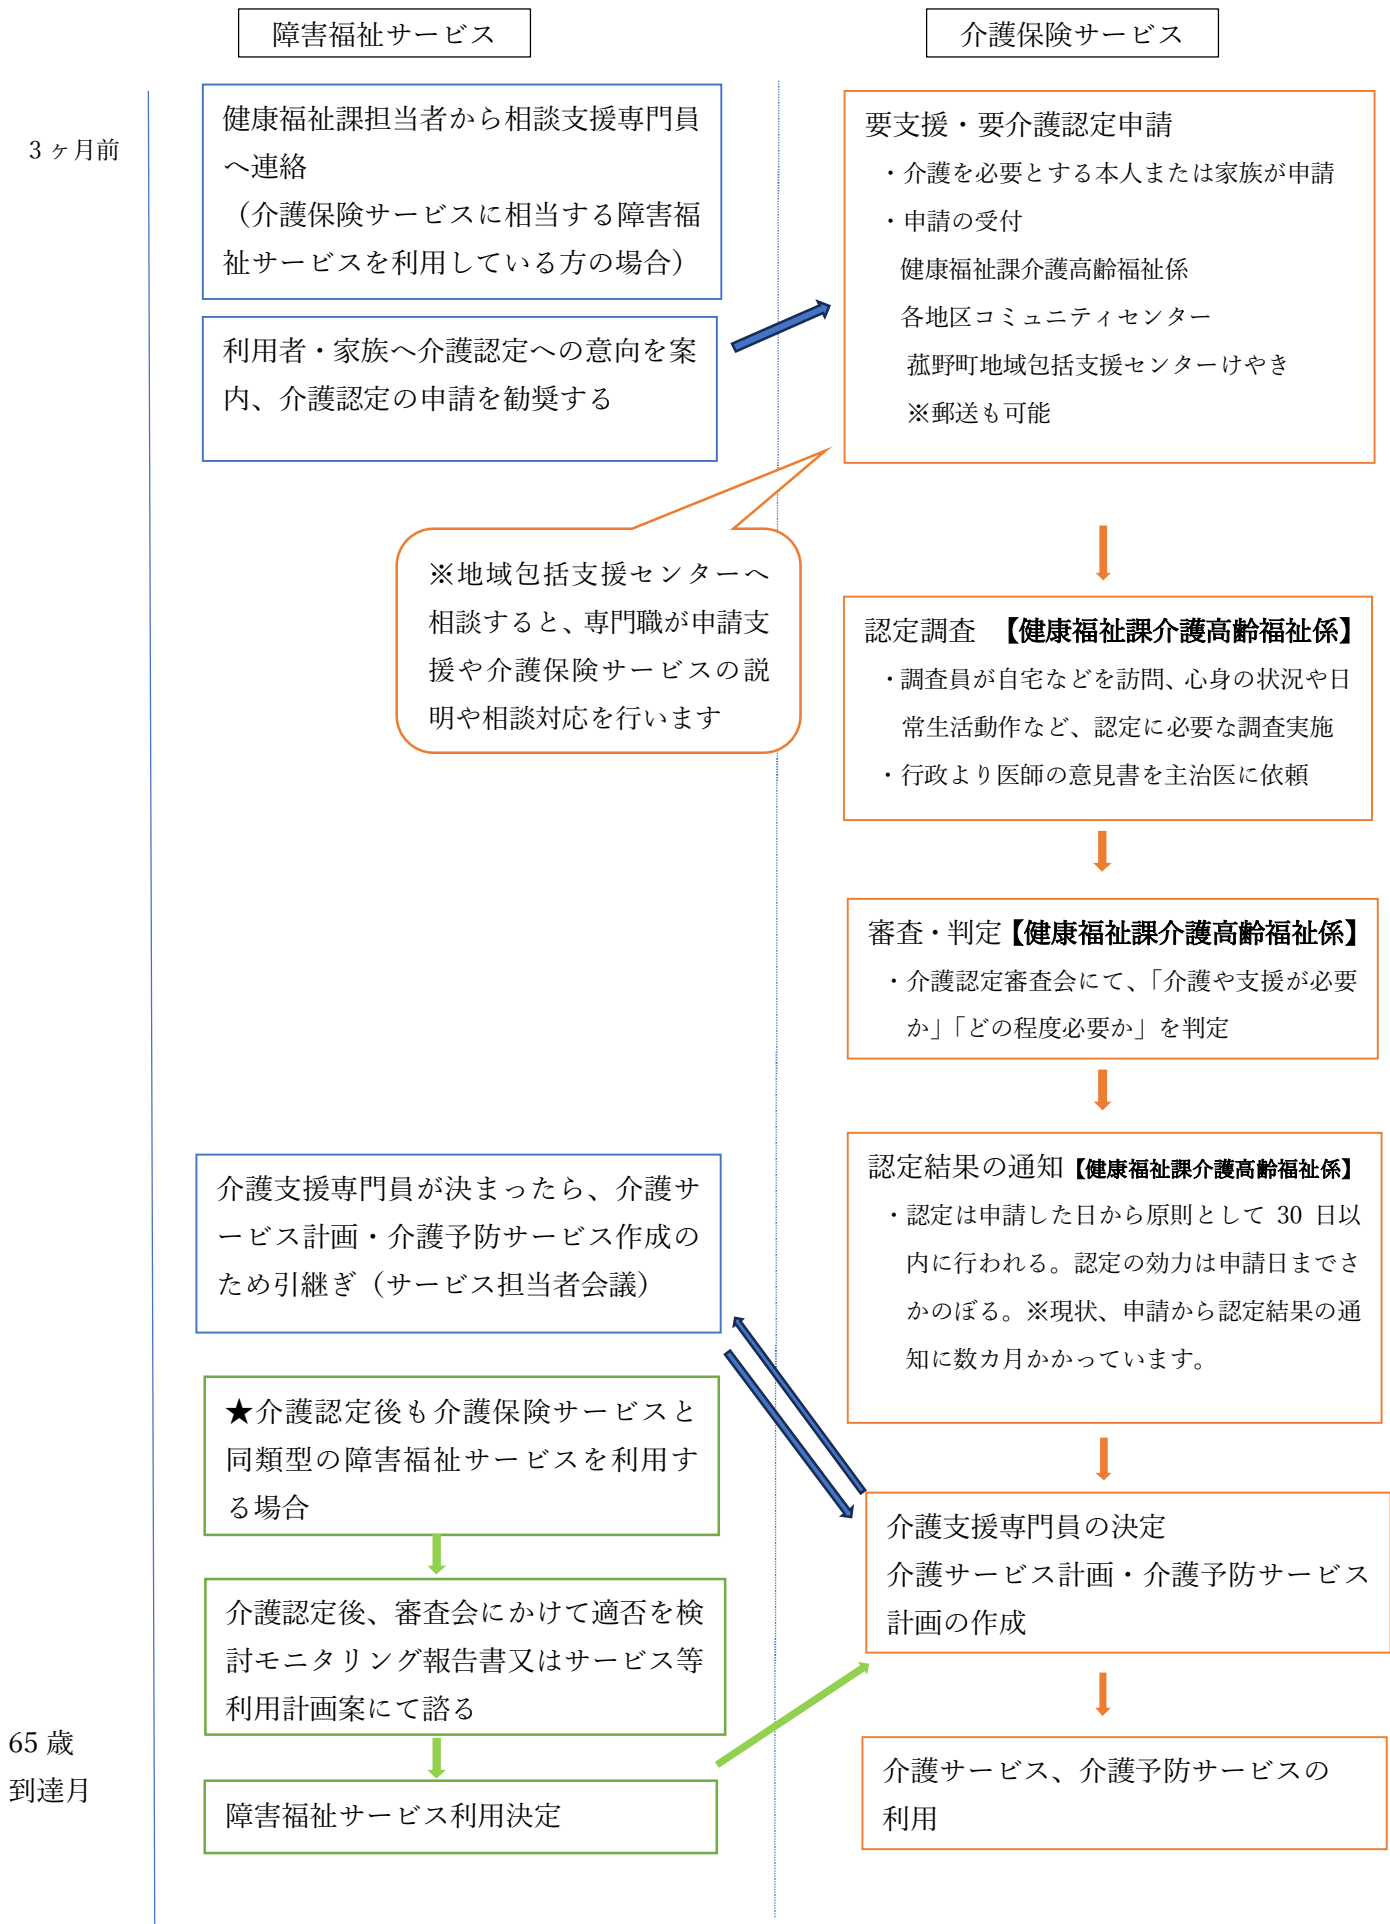 障害福祉サービス
介護保険サービス
3 ヶ月前
健康福祉課担当者から相談支援専門員
へ連絡
（介護保険サービスに相当する障害福
祉サービスを利用している方の場合）
利用者・家族へ介護認定への意向を案
内、介護認定の申請を勧奨する
要支援・要介護認定申請
・介護を必要とする本人または家族が申請
・申請の受付
健康福祉課介護高齢福祉係
各地区コミュニティセンター
菰野町地域包括支援センターけやき
※郵送も可能
※地域包括支援センターへ
相談すると、専門職が申請支
援や介護保険サービスの説
明や相談対応を行います
認定調査 【健康福祉課介護高齢福祉係】
・調査員が自宅などを訪問、心身の状況や日
常生活動作など、認定に必要な調査実施
・行政より医師の意見書を主治医に依頼
審査・判定【健康福祉課介護高齢福祉係】
・介護認定審査会にて、「介護や支援が必要
か」「どの程度必要か」を判定
認定結果の通知【健康福祉課介護高齢福祉係】
・認定は申請した日から原則として 30 日以
内に行われる。認定の効力は申請日までさ
かのぼる。※現状、申請から認定結果の通
知に数カ月かかっています。
介護支援専門員が決まったら、介護サ
ービス計画・介護予防サービス作成の
ため引継ぎ（サービス担当者会議）
★介護認定後も介護保険サービスと
同類型の障害福祉サービスを利用す
る場合
介護認定後、審査会にかけて適否を検
討モニタリング報告書又はサービス等
利用計画案にて諮る
障害福祉サービス利用決定
介護支援専門員の決定
介護サービス計画・介護予防サービス
計画の作成
介護サービス、介護予防サービスの
利用
65 歳
到達月